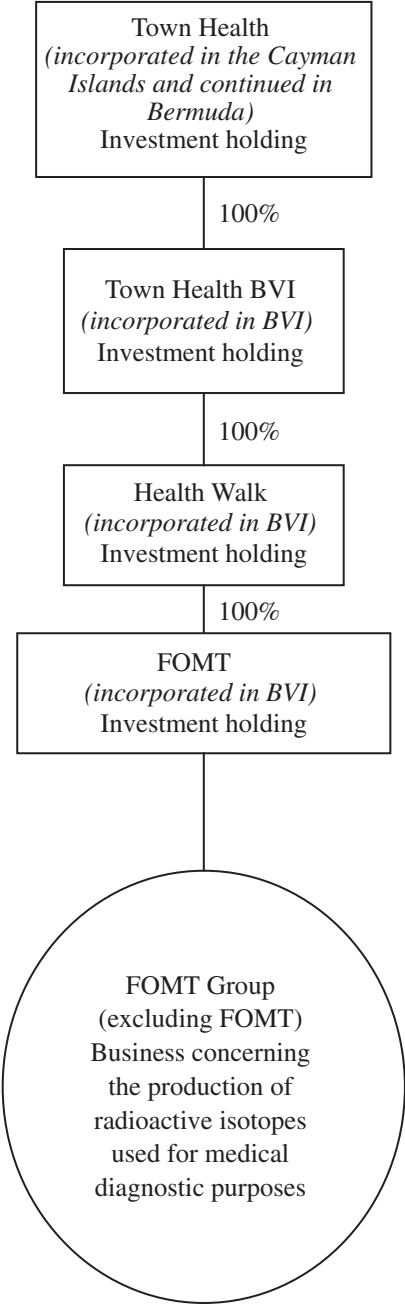 Town Health
(incorporated in the Cayman
Islands and continued in
Bermuda)
Investment holding
100%
Town Health BVI
(incorporated in BVI)
Investment holding
100%
Health Walk
(incorporated in BVI)
Investment holding
100%
FOMT
(incorporated in BVI)
Investment holding
FOMT Group
(excluding FOMT)
Business concerning
the production of
radioactive isotopes
used for medical
diagnostic purposes